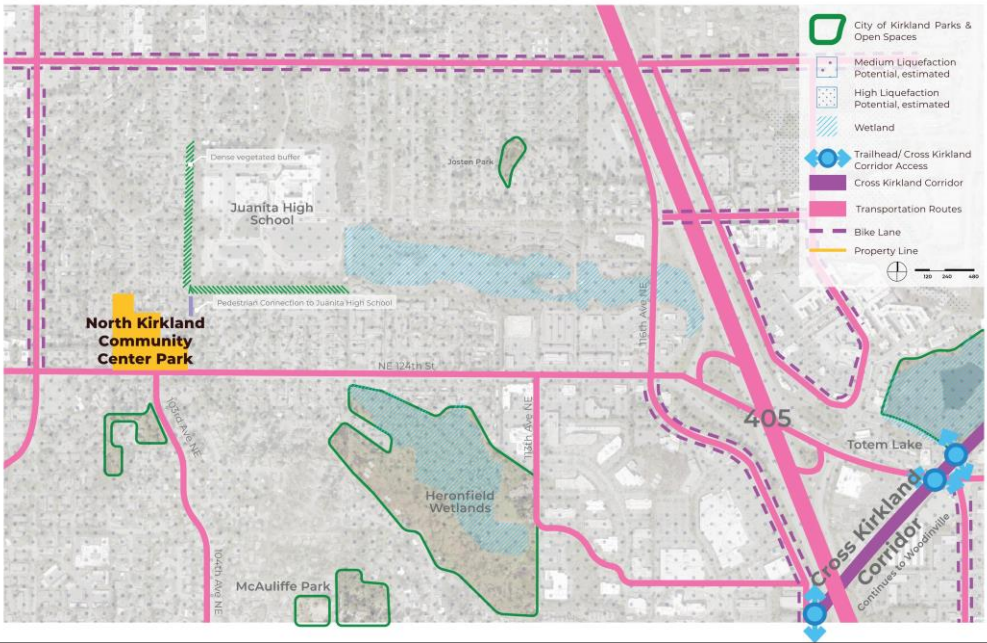 City of Kirkland Parks &
Open Spaces
Medium Liquefaction
Potential, estimated
High Liquefaction
Potential, estimated
Wetland
Trailhead/ Cross Kirkland
Corridor Access
Cross Kirkland Corridor
Transportation Routes
Bike Lane
Property Line
120 240 480
Dense vegetated buffer
Josten Park
Juanita High
School
Pedestrian Connection to Juanita High School
North Kirkland
Community
Center Park
116th Ave NE
NE 124th St
405
103rd Ave NE
113th Ave NE
Totem Lake
Heronfield
Wetlands
Cross Kirkland
Corridor
Continues to Woodinville
104th Ave NE
McAuliffe Park